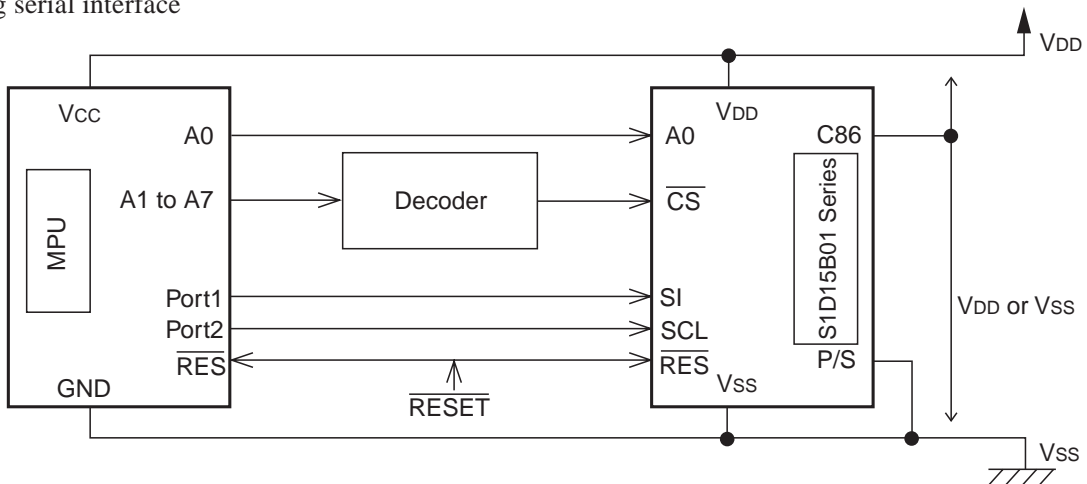 g serial interface
VDD
VCC
VDD
A0
A0
C86
A1 to A7
Decoder
CS
MPU
S1D15B01 Series
Port1
SI
VDD or VSS
Port2
SCL
RES
RES
P/S
GND
RESET
VSS
VSS